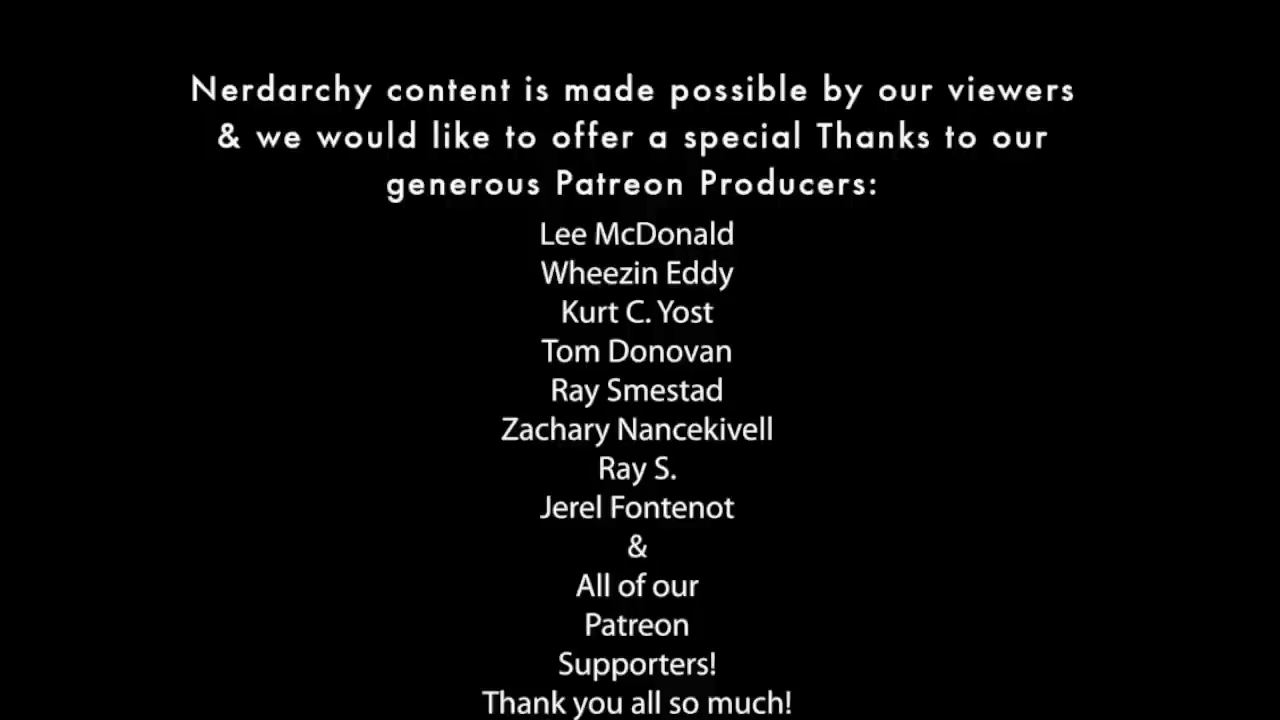 Nerdarchy content is made possible by our viewers
& we would like to offer a special Thanks to our
generous Patreon Producers:
Lee McDonald
Wheezin Eddy
Kurt C. Yost
Tom Donovan
Ray Smestad
Zachary Nancekivell
Ray S.
Jerel Fontenot
&
All of our
Patreon
Supporters!
Thank you all so much!